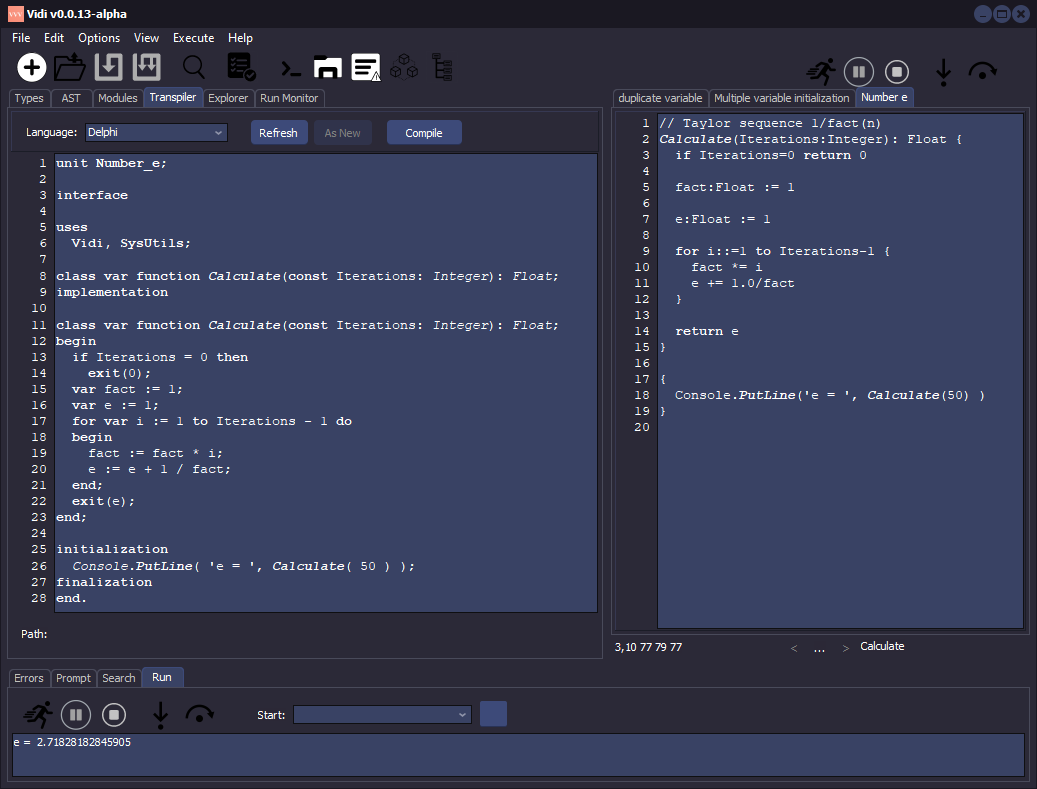 Vidi v0.0.13-alpha
File Edit Options View Execute Help
Types AST Modules Transpiler Explorer Run Monitor
Language: Delphi Refresh As New Compile
1 unit Number_e;
2
3 interface
4
5 uses
6 Vidi, SysUtils;
7
8 class var function Calculate(const Iterations: Integer): Float;
9 implementation
10
11 class var function Calculate(const Iterations: Integer): Float;
12 begin
13 if Iterations = 0 then
14 exit(0);
15 var fact := 1;
16 var e := 1;
17 for var i := 1 to Iterations - 1 do
18 begin
19 fact := fact * i;
20 e := e + 1 / fact;
21 end;
22 exit(e);
23 end;
24
25 initialization
26 Console.PutLine( 'e = ', Calculate( 50 ) );
27 finalization
28 end.
Path:
duplicate variable Multiple variable initialization Number e
1 // Taylor sequence 1/fact(n)
2 Calculate(Iterations:Integer): Float {
3 if Iterations=0 return 0
4
5 fact:Float := 1
6
7 e:Float := 1
8
9 for i::=1 to Iterations-1 {
10 fact *= i
11 e += 1.0/fact
12 }
13
14 return e
15 }
16
17 {
18 Console.PutLine('e = ', Calculate(50) )
19 }
20
3,10 77 79 77 < ... > Calculate
Errors Prompt Search Run
Start:
e = 2.71828182845905